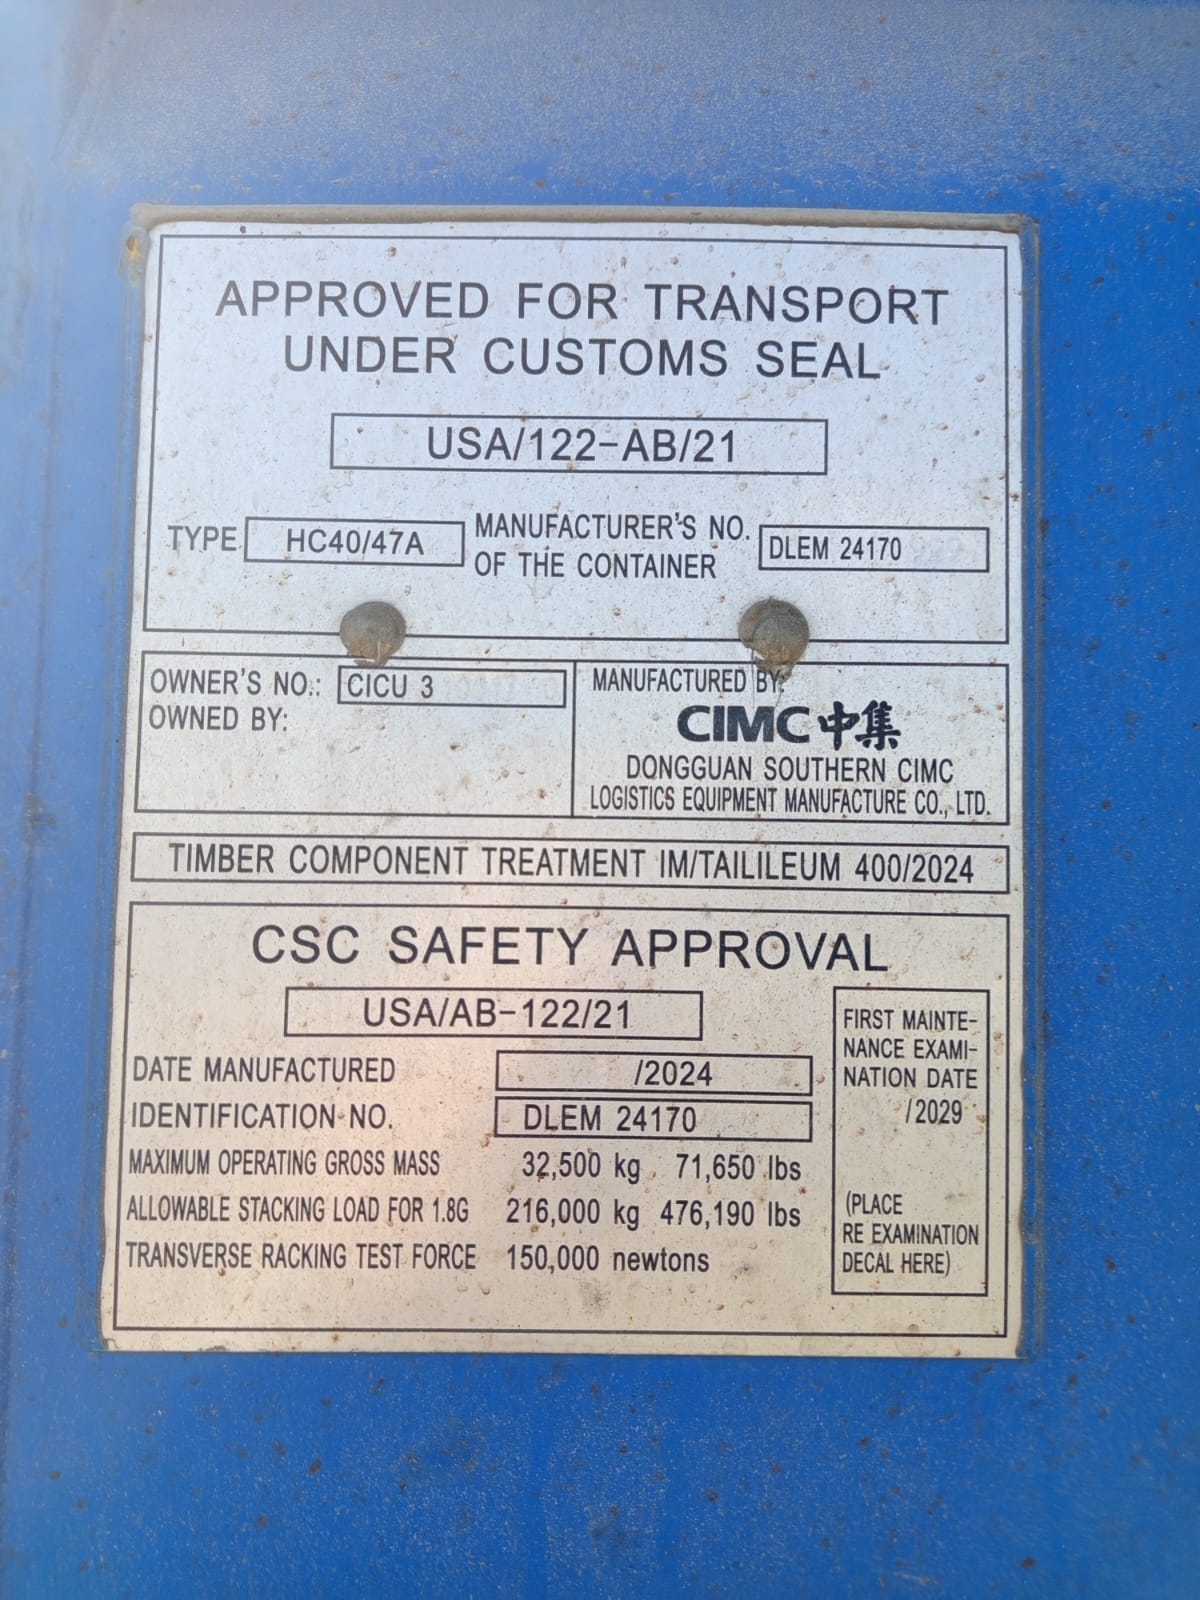 APPROVED FOR TRANSPORT
UNDER CUSTOMS SEAL
USA/122-AB/21
TYPE HC40/47A
MANUFACTURER'S NO.
OF THE CONTAINER
DLEM 24170
OWNER'S NO.: CICU 3
OWNED BY:
MANUFACTURED BY:
CIMC中集
DONGGUAN SOUTHERN CIMC
LOGISTICS EQUIPMENT MANUFACTURE CO., LTD.
TIMBER COMPONENT TREATMENT IM/TAILILEUM 400/2024
CSC SAFETY APPROVAL
USA/AB-122/21
DATE MANUFACTURED /2024
IDENTIFICATION NO. DLEM 24170
MAXIMUM OPERATING GROSS MASS 32,500 kg 71,650 lbs
ALLOWABLE STACKING LOAD FOR 1.8G 216,000 kg 476,190 lbs
TRANSVERSE RACKING TEST FORCE 150,000 newtons
FIRST MAINTE-
NANCE EXAMI-
NATION DATE
/2029
(PLACE
RE EXAMINATION
DECAL HERE)